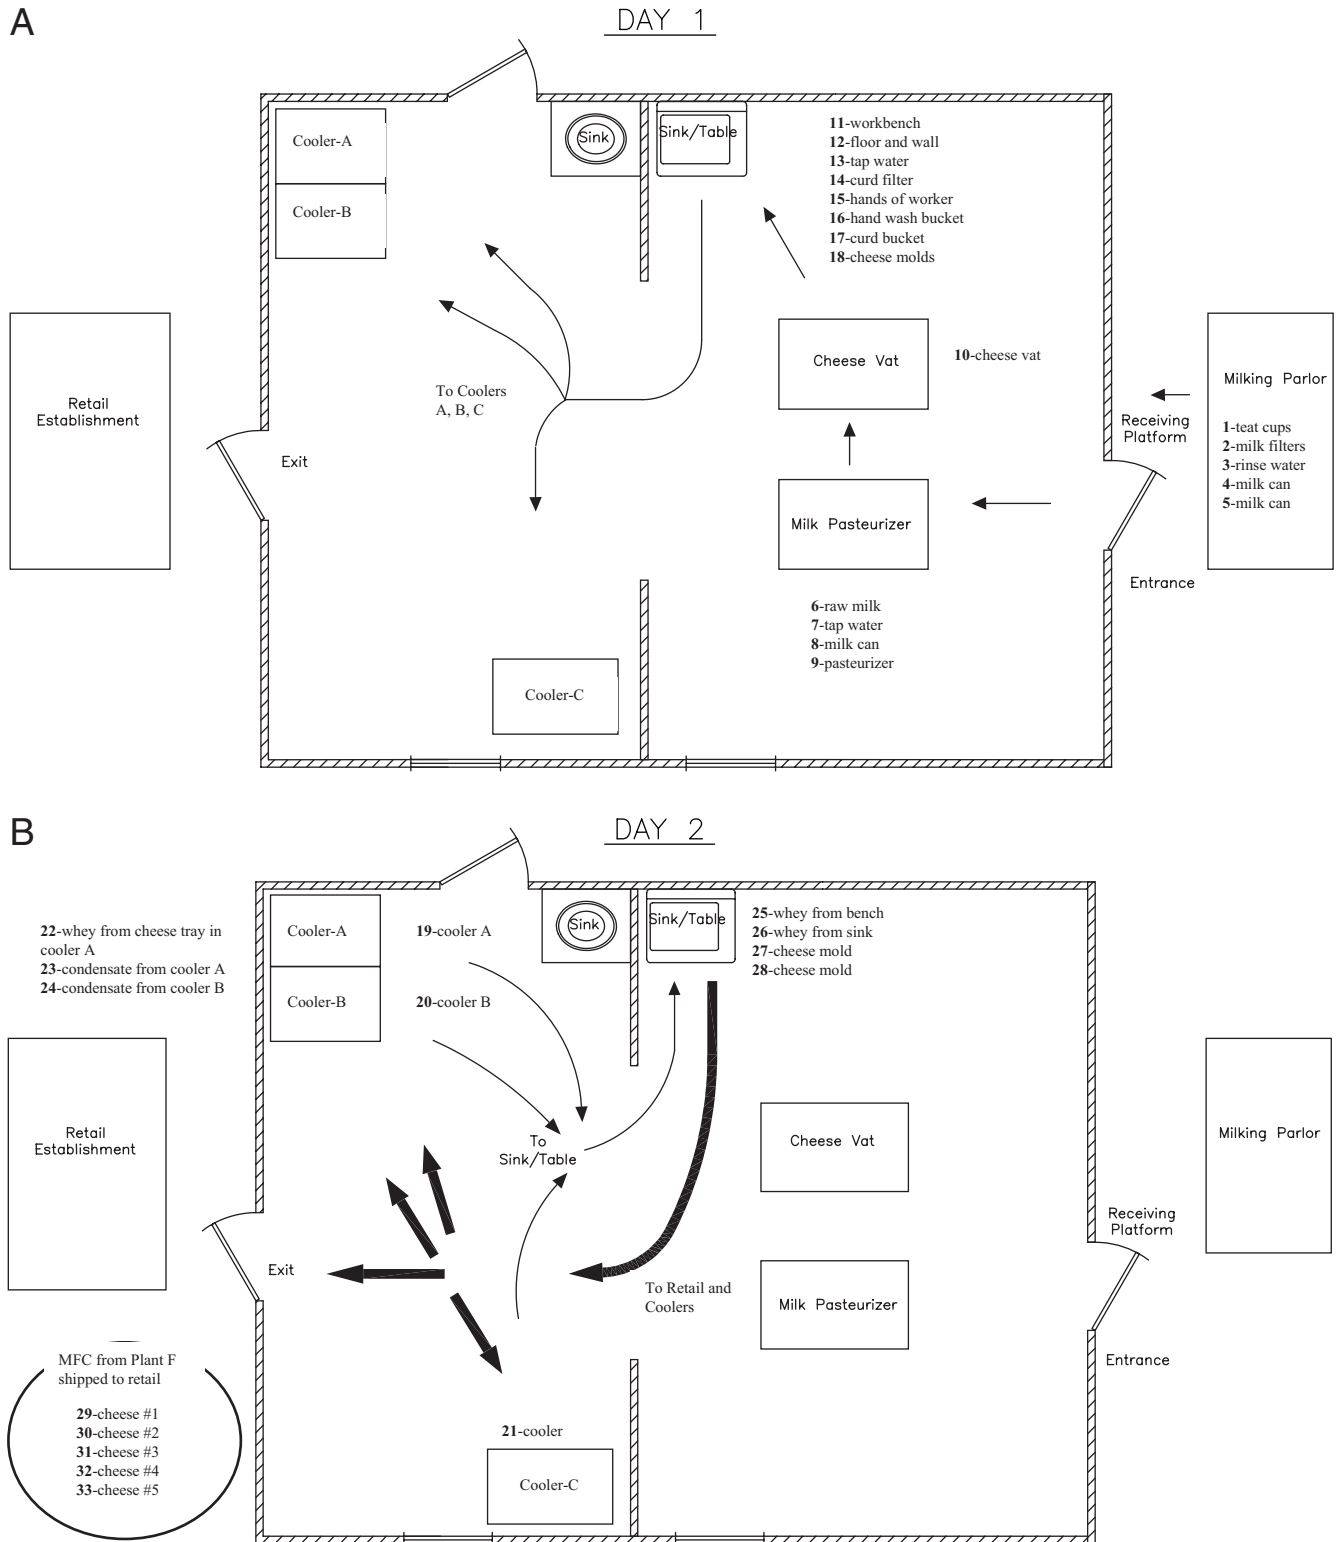 A
DAY 1
Cooler-A
Cooler-B
Sink
Sink/Table
11-workbench
12-floor and wall
13-tap water
14-curd filter
15-hands of worker
16-hand wash bucket
17-curd bucket
18-cheese molds
Retail
Establishment
To Coolers
A, B, C
Cheese Vat
10-cheese vat
Milking Parlor
Receiving
Platform
1-teat cups
2-milk filters
3-rinse water
4-milk can
5-milk can
Exit
Milk Pasteurizer
Entrance
6-raw milk
7-tap water
8-milk can
9-pasteurizer
Cooler-C
B
DAY 2
22-whey from cheese tray in
cooler A
23-condensate from cooler A
24-condensate from cooler B
Cooler-A
19-cooler A
Cooler-B
20-cooler B
Sink
Sink/Table
25-whey from bench
26-whey from sink
27-cheese mold
28-cheese mold
Retail
Establishment
To
Sink/Table
Cheese Vat
Milking Parlor
Receiving
Platform
Exit
To Retail and
Coolers
Milk Pasteurizer
Entrance
MFC from Plant F
shipped to retail
29-cheese #1
30-cheese #2
31-cheese #3
32-cheese #4
33-cheese #5
21-cooler
Cooler-C